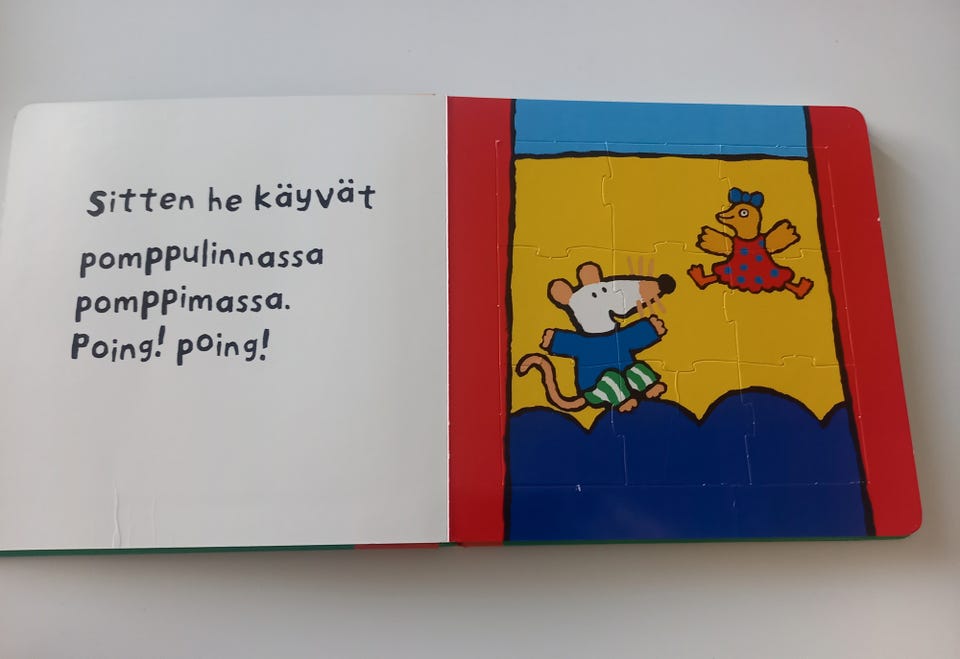 Sitten he käyvät
pomppulinnassa
pomppimassa.
Poing! poing!